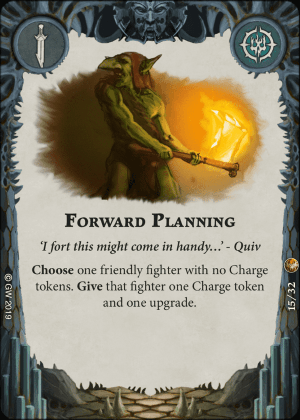 FORWARD PLANNING
‘I fort this might come in handy…’ - Quiv
Choose one friendly fighter with no Charge
tokens. Give that fighter one Charge token
and one upgrade.
© GW 2019
15/32